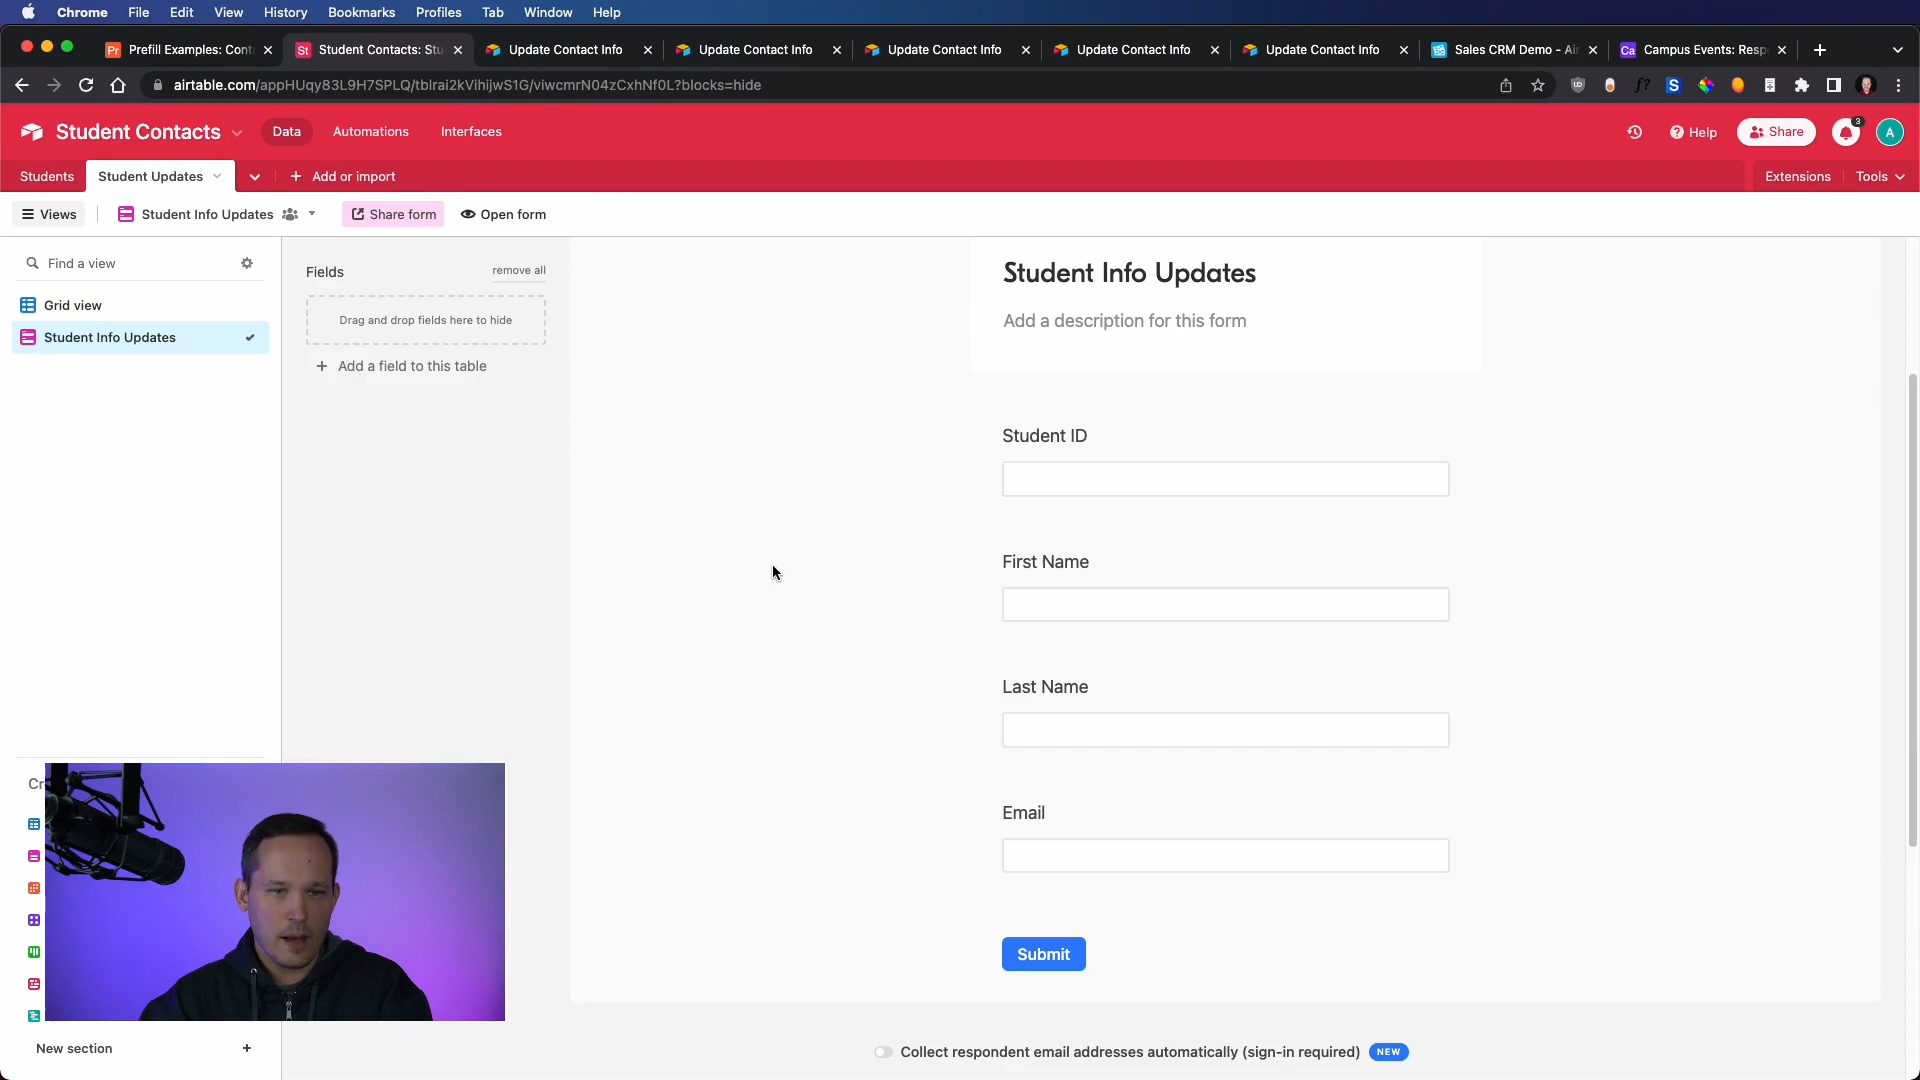 Chrome File Edit View History Bookmarks Profiles Tab Window Help
Pr Prefill Examples: Cont St Student Contacts: Stu Update Contact Info Update Contact Info Update Contact Info Update Contact Info Update Contact Info Sales CRM Demo - Air Ca Campus Events: Resp
airtable.com/appHUqy83L9H7SPLQ/tblrai2kVihijwS1G/viwcmrN04zCxhNf0L?blocks=hide
Student Contacts Data Automations Interfaces Help Share 3 A
Students Student Updates Add or import Extensions Tools
Views Student Info Updates Share form Open form
Find a view
Grid view
Student Info Updates
Cr
New section
Fields remove all
Drag and drop fields here to hide
Add a field to this table
Student Info Updates
Add a description for this form
Student ID
First Name
Last Name
Email
Submit
Collect respondent email addresses automatically (sign-in required) NEW